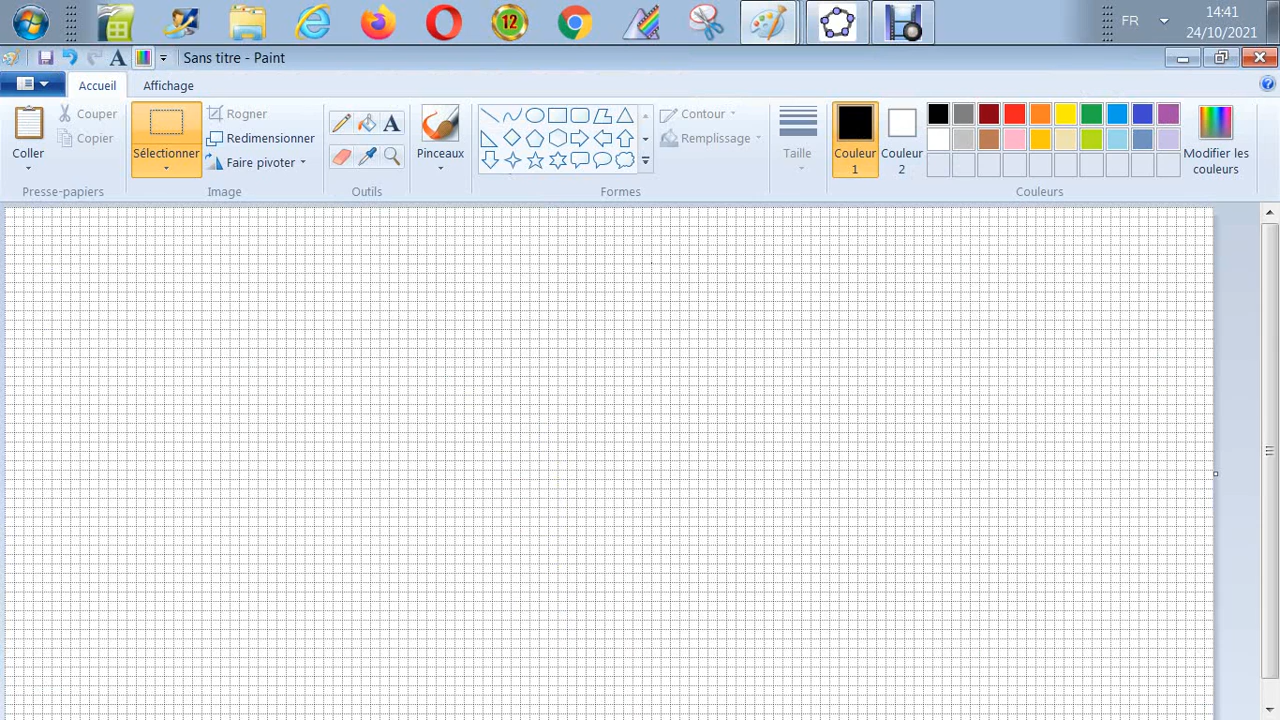 12
FR
14:41
24/10/2021
Sans titre - Paint
Accueil
Affichage
Coller
Couper
Copier
Presse-papiers
Sélectionner
Rogner
Redimensionner
Faire pivoter
Image
A
Outils
Pinceaux
Formes
Contour
Remplissage
Taille
Couleur
1
Couleur
2
Couleurs
Modifier les
couleurs